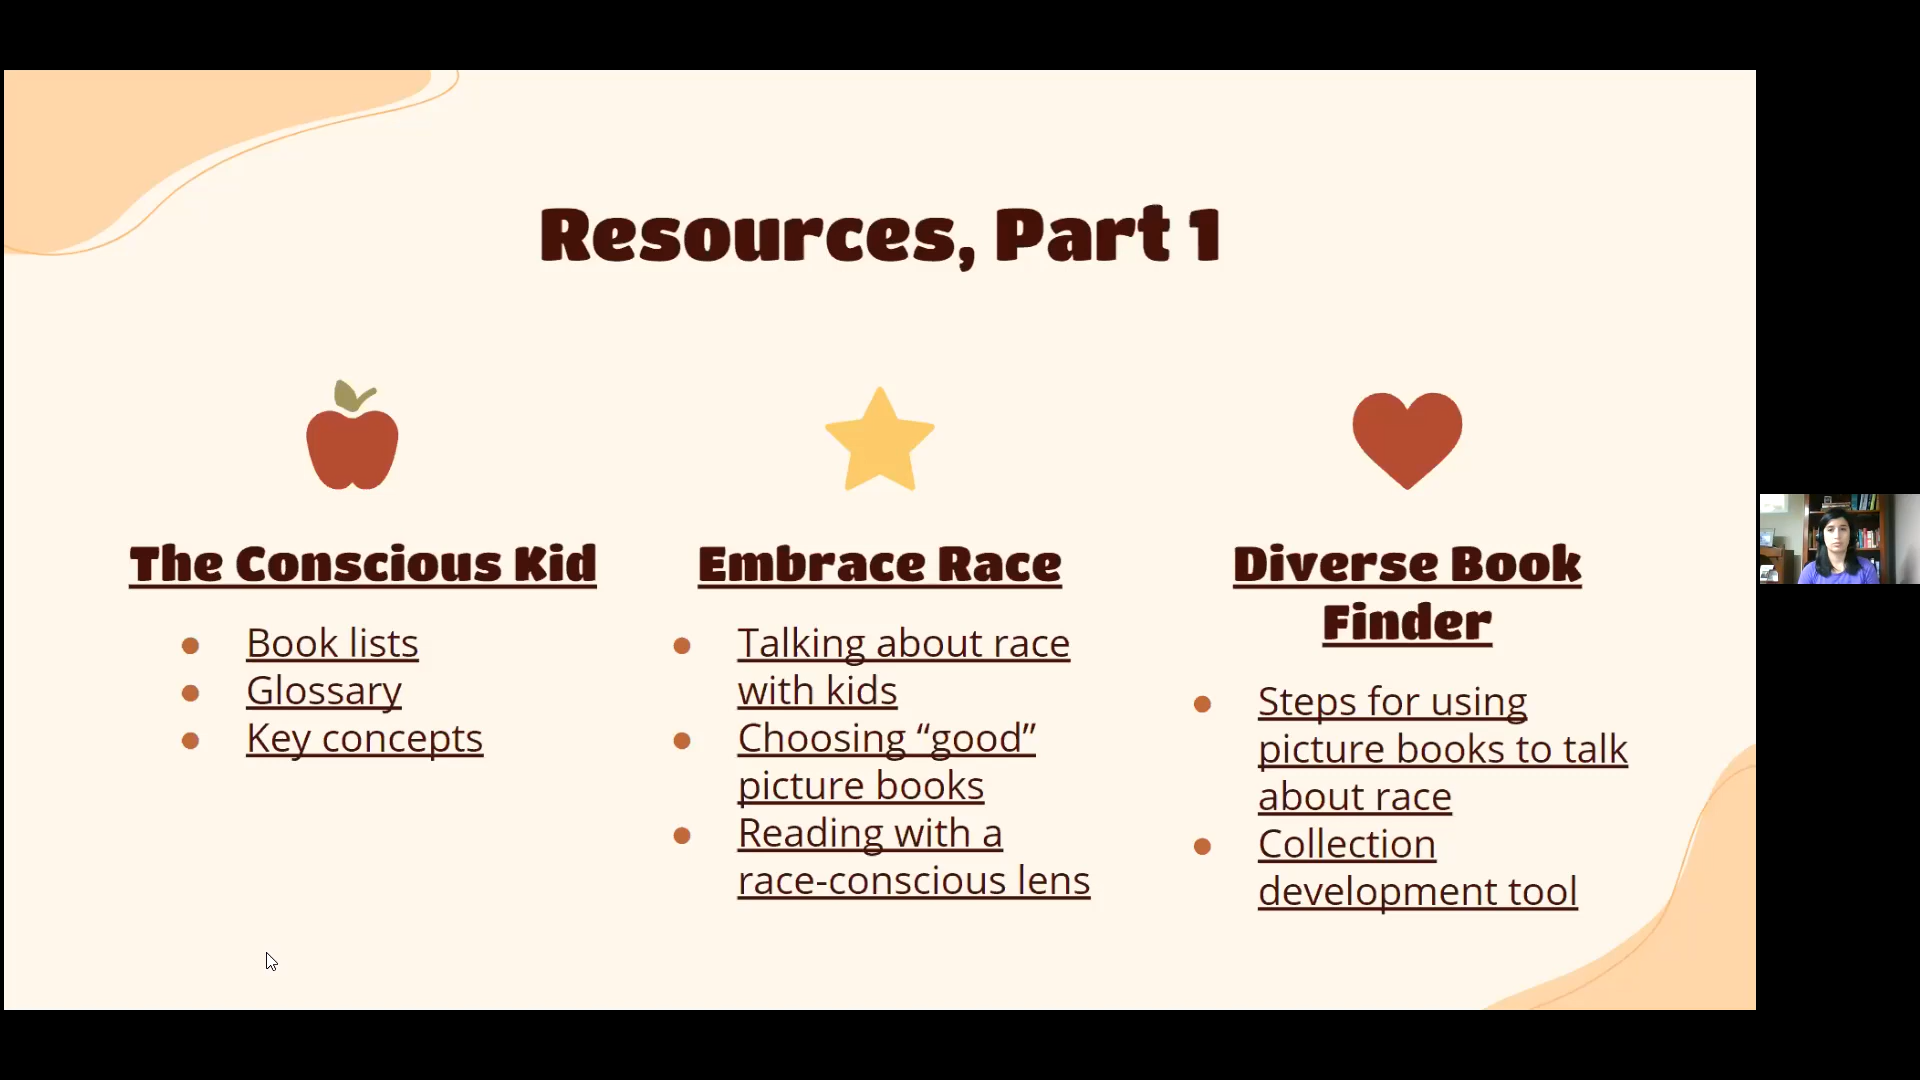 Resources, Part 1
The Conscious Kid
Book lists
Glossary
Key concepts
Embrace Race
Talking about race
with kids
Choosing “good”
picture books
Reading with a
race-conscious lens
Diverse Book
Finder
Steps for using
picture books to talk
about race
Collection
development tool